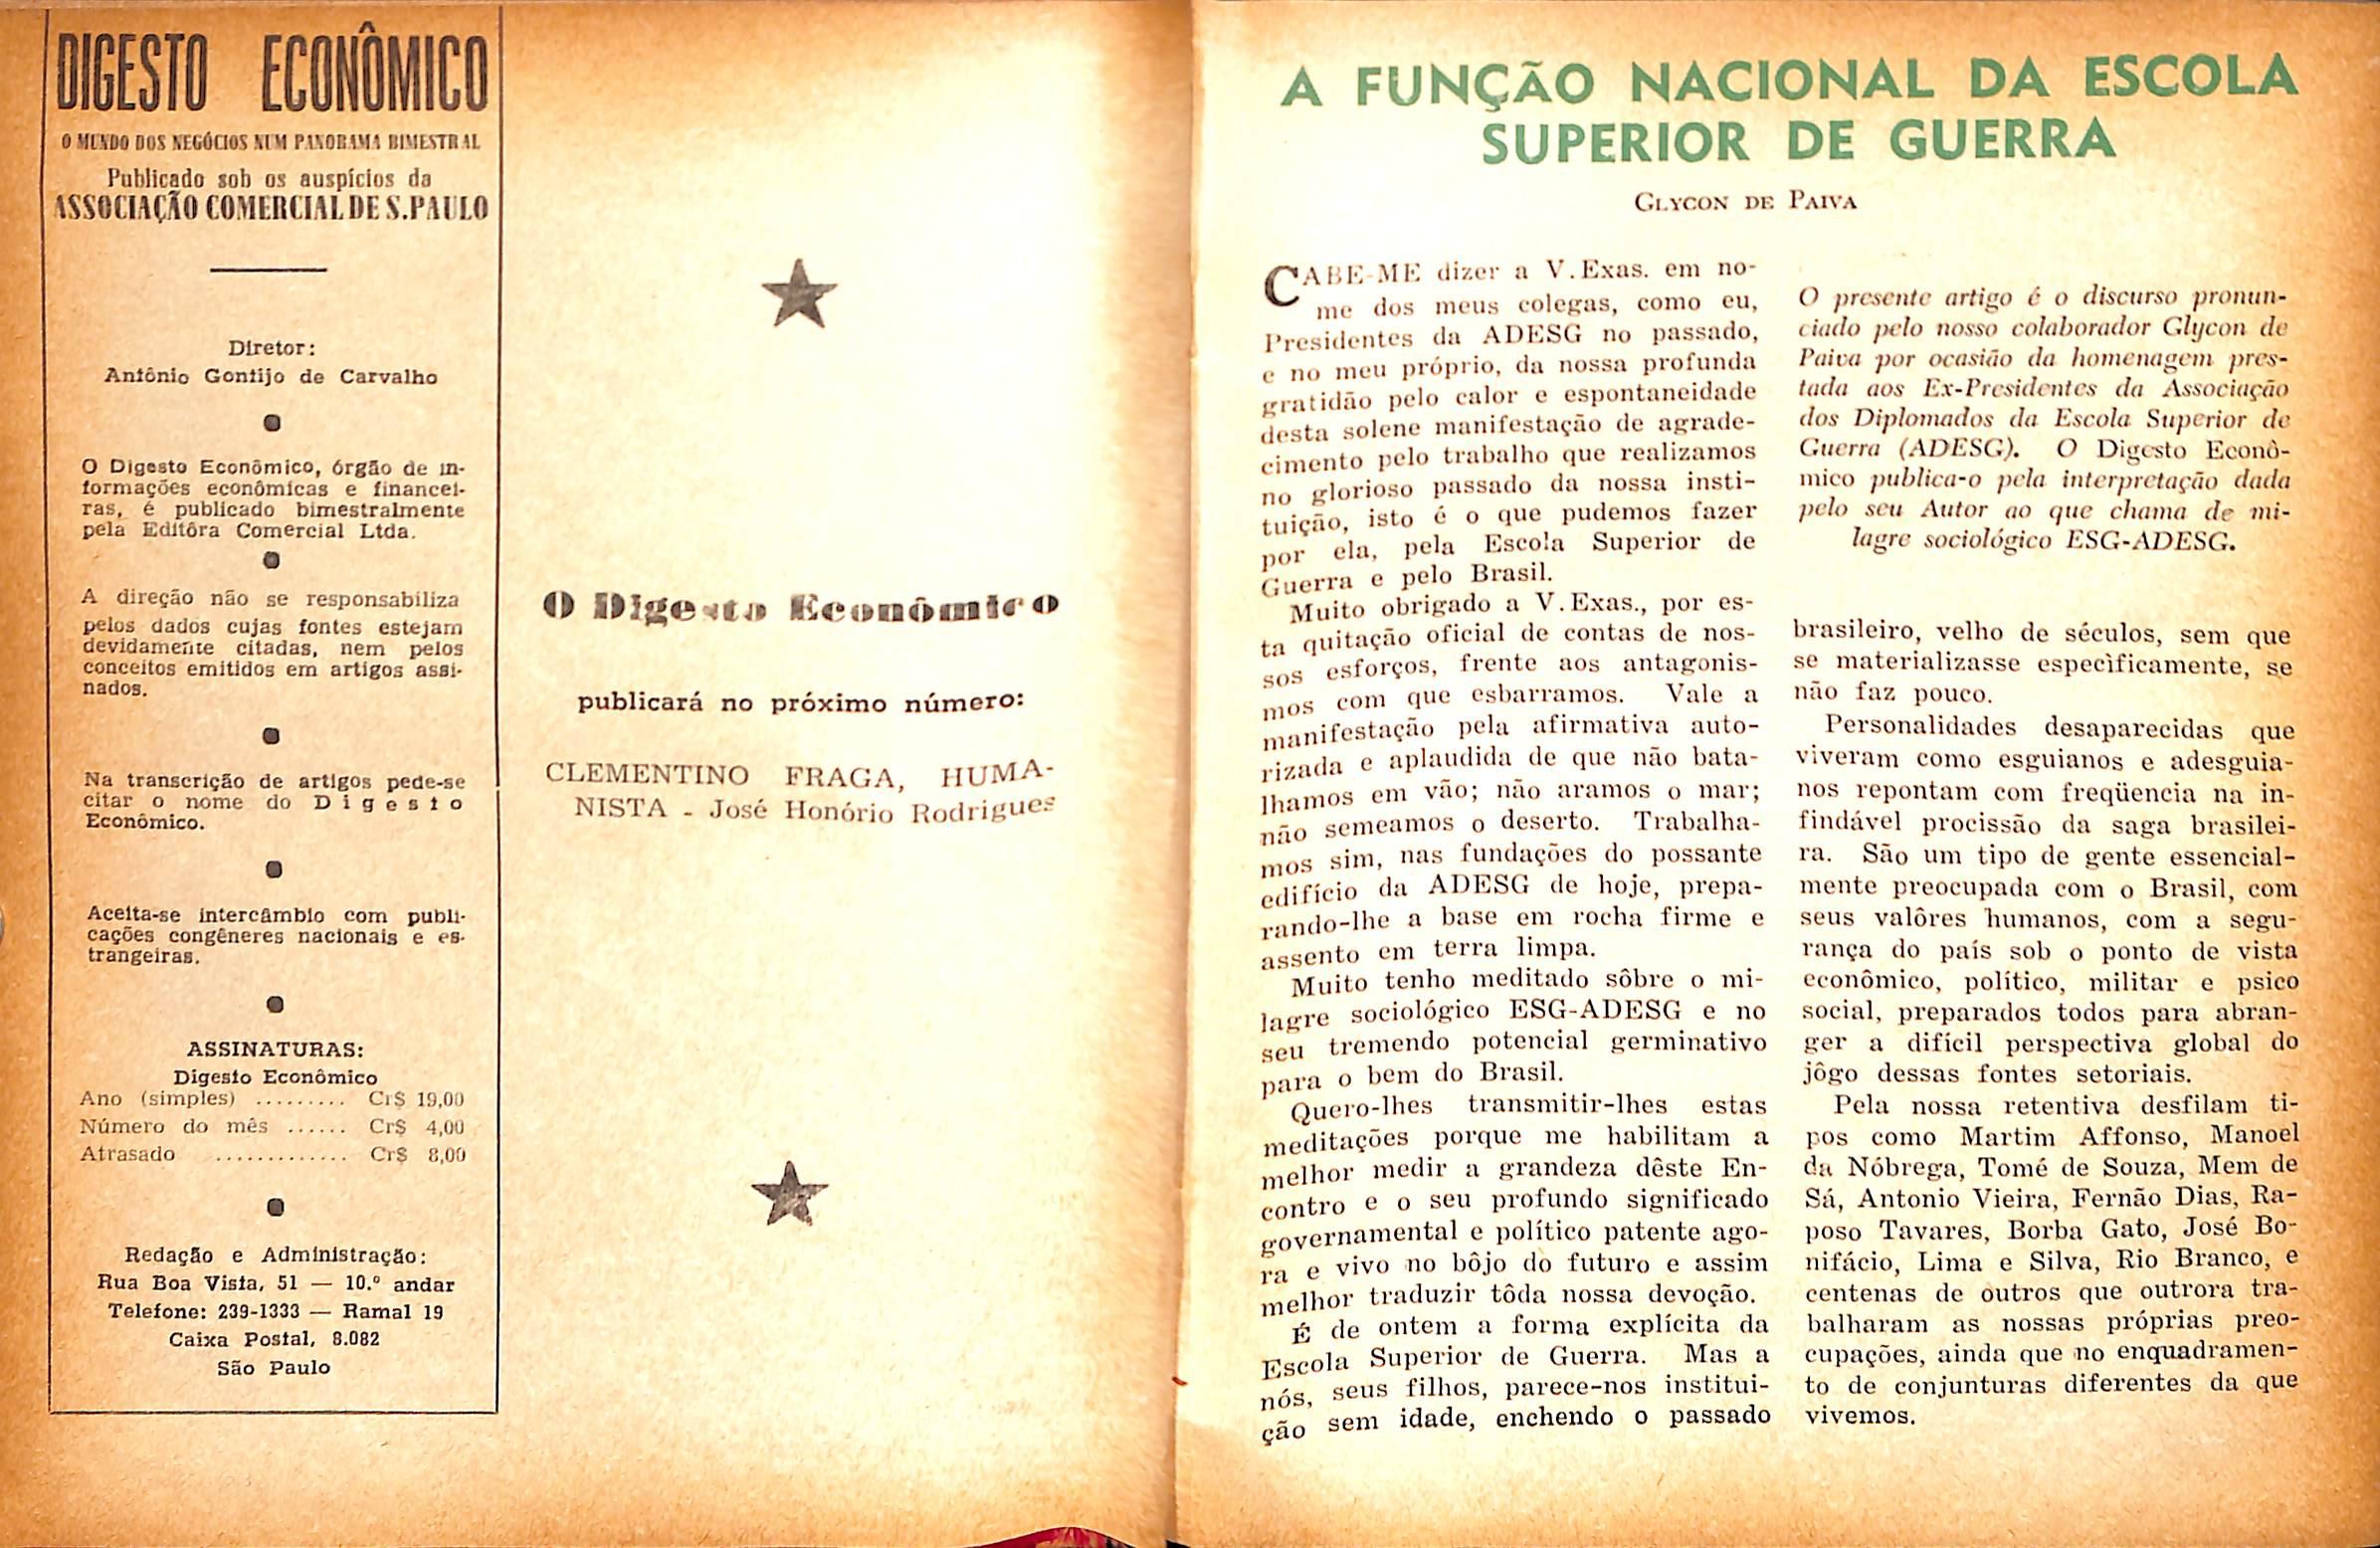 DIGESTO ECONÔMICO
O MUNDO DOS NEGÓCIOS NUM PANORAMA BIMESTRAL
Publicado sob os auspícios da
ASSOCIAÇÃO COMERCIAL DE S.PAULO
Diretor:
Antônio Gontijo de Carvalho
O Digesto Econômico, órgão de in-
formações econômicas e financei-
ras, é publicado bimestralmente
pela Editôra Comercial Ltda.
A direção não se responsabiliza
pelos dados cujas fontes estejam
devidamente citadas, nem pelos
conceitos emitidos em artigos assi-
nados.
Na transcrição de artigos pede-se
citar o nome do Digesto
Econômico.
Aceita-se intercâmbio com publi-
cações congêneres nacionais e es-
trangeiras.
ASSINATURAS:
Digesto Econômico
Ano (simples) ......... Cr$ 19,00
Número do mês ...... Cr$ 4,00
Atrasado ............. Cr$ 8,00
Redação e Administração:
Rua Boa Vista, 51 — 10.º andar
Telefone: 239-1333 — Ramal 19
Caixa Postal, 8.082
São Paulo
O Digesto Econômico
publicará no próximo número:
CLEMENTINO FRAGA, HUMA-
NISTA - José Honório Rodrigues
A FUNÇÃO NACIONAL DA ESCOLA
SUPERIOR DE GUERRA
GLYCON DE PAIVA
CABE-ME dizer a V.Exas. em no-
me dos meus colegas, como eu,
Presidentes da ADESG no passado,
e no meu próprio, da nossa profunda
gratidão pelo calor e espontaneidade
desta solene manifestação de agrade-
cimento pelo trabalho que realizamos
no glorioso passado da nossa insti-
tuição, isto é o que pudemos fazer
por ela, pela Escola Superior de
Guerra e pelo Brasil.
Muito obrigado a V.Exas., por es-
ta quitação oficial de contas de nos-
sos esforços, frente aos antagonis-
mos com que esbarramos. Vale a
manifestação pela afirmativa auto-
rizada e aplaudida de que não bata-
lhamos em vão; não aramos o mar;
não semeamos o deserto. Trabalha-
mos sim, nas fundações do possante
edifício da ADESG de hoje, prepa-
rando-lhe a base em rocha firme e
assento em terra limpa.
Muito tenho meditado sôbre o mi-
lagre sociológico ESG-ADESG e no
seu tremendo potencial germinativo
para o bem do Brasil.
Quero-lhes transmitir-lhes estas
meditações porque me habilitam a
melhor medir a grandeza dêste En-
contro e o seu profundo significado
governamental e político patente ago-
ra e vivo no bôjo do futuro e assim
melhor traduzir tôda nossa devoção.
É de ontem a forma explícita da
Escola Superior de Guerra. Mas a
nós, seus filhos, parece-nos institui-
ção sem idade, enchendo o passado
O presente artigo é o discurso pronun-
ciado pelo nosso colaborador Glycon de
Paiva por ocasião da homenagem pres-
tada aos Ex-Presidentes da Associação
dos Diplomados da Escola Superior de
Guerra (ADESG). O Digesto Econô-
mico publica-o pela interpretação dada
pelo seu Autor ao que chama de mi-
lagre sociológico ESG-ADESG.
brasileiro, velho de séculos, sem que
se materializasse especìficamente, se
não faz pouco.
Personalidades desaparecidas que
viveram como esguianos e adesguia-
nos repontam com freqüencia na in-
findável procissão da saga brasilei-
ra. São um tipo de gente essencial-
mente preocupada com o Brasil, com
seus valôres humanos, com a segu-
rança do país sob o ponto de vista
econômico, político, militar e psico
social, preparados todos para abran-
ger a difícil perspectiva global do
jôgo dessas fontes setoriais.
Pela nossa retentiva desfilam ti-
pos como Martim Affonso, Manoel
da Nóbrega, Tomé de Souza, Mem de
Sá, Antonio Vieira, Fernão Dias, Ra-
poso Tavares, Borba Gato, José Bo-
nifácio, Lima e Silva, Rio Branco, e
centenas de outros que outrora tra-
balharam as nossas próprias preo-
cupações, ainda que no enquadramen-
to de conjunturas diferentes da que
vivemos.